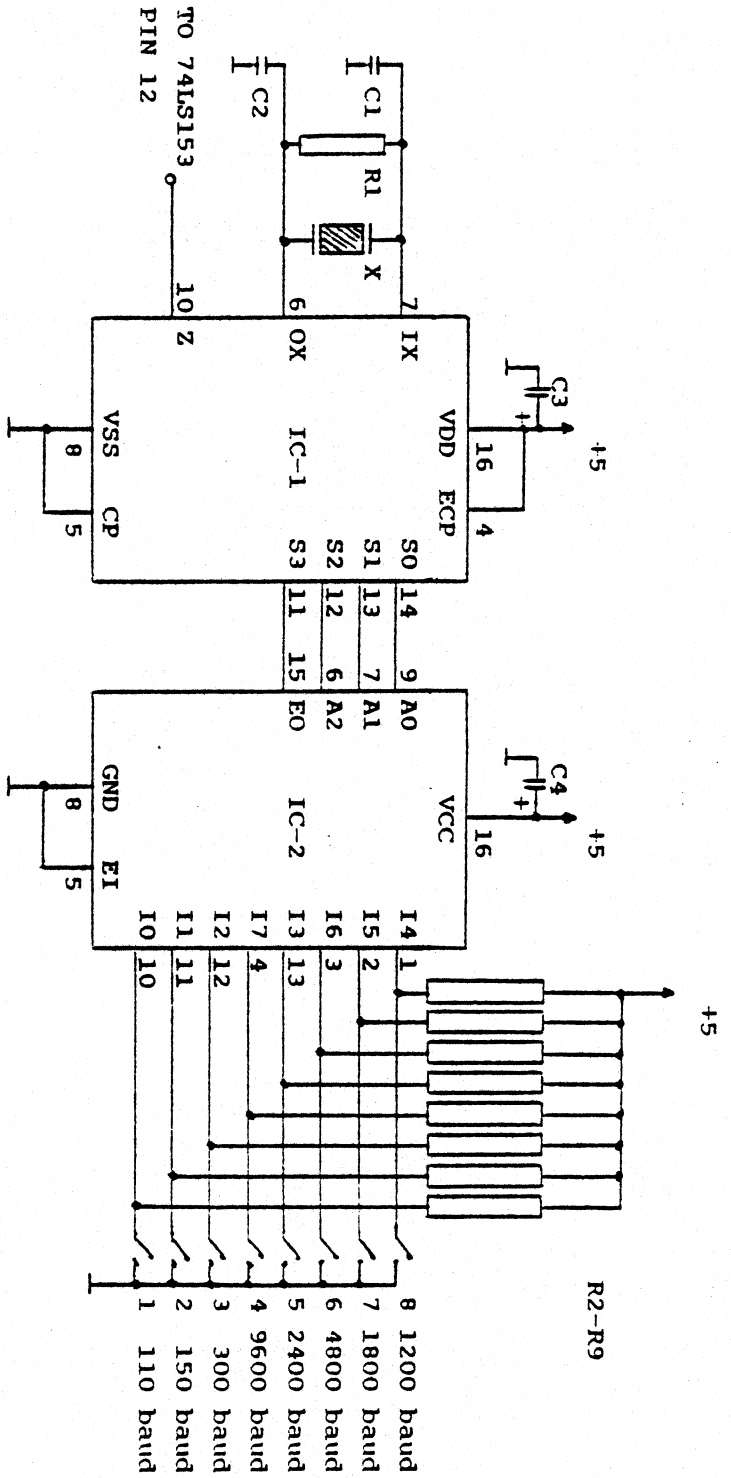 +5
+5
+5
R2-R9
C3
+
C4
+
16
4
16
VDD
ECP
VCC
C1
7
IX
S0
14
9
A0
I4
1
8 1200 baud
R1
X
S1
13
7
A1
I5
2
7 1800 baud
S2
12
6
A2
I6
3
6 4800 baud
IC-1
IC-2
C2
6
OX
S3
11
15
EO
I3
13
5 2400 baud
I7
4
4 9600 baud
I2
12
3 300 baud
TO 74LS153
PIN 12
10
Z
I1
11
2 150 baud
I0
10
1 110 baud
VSS
CP
GND
EI
8
5
8
5